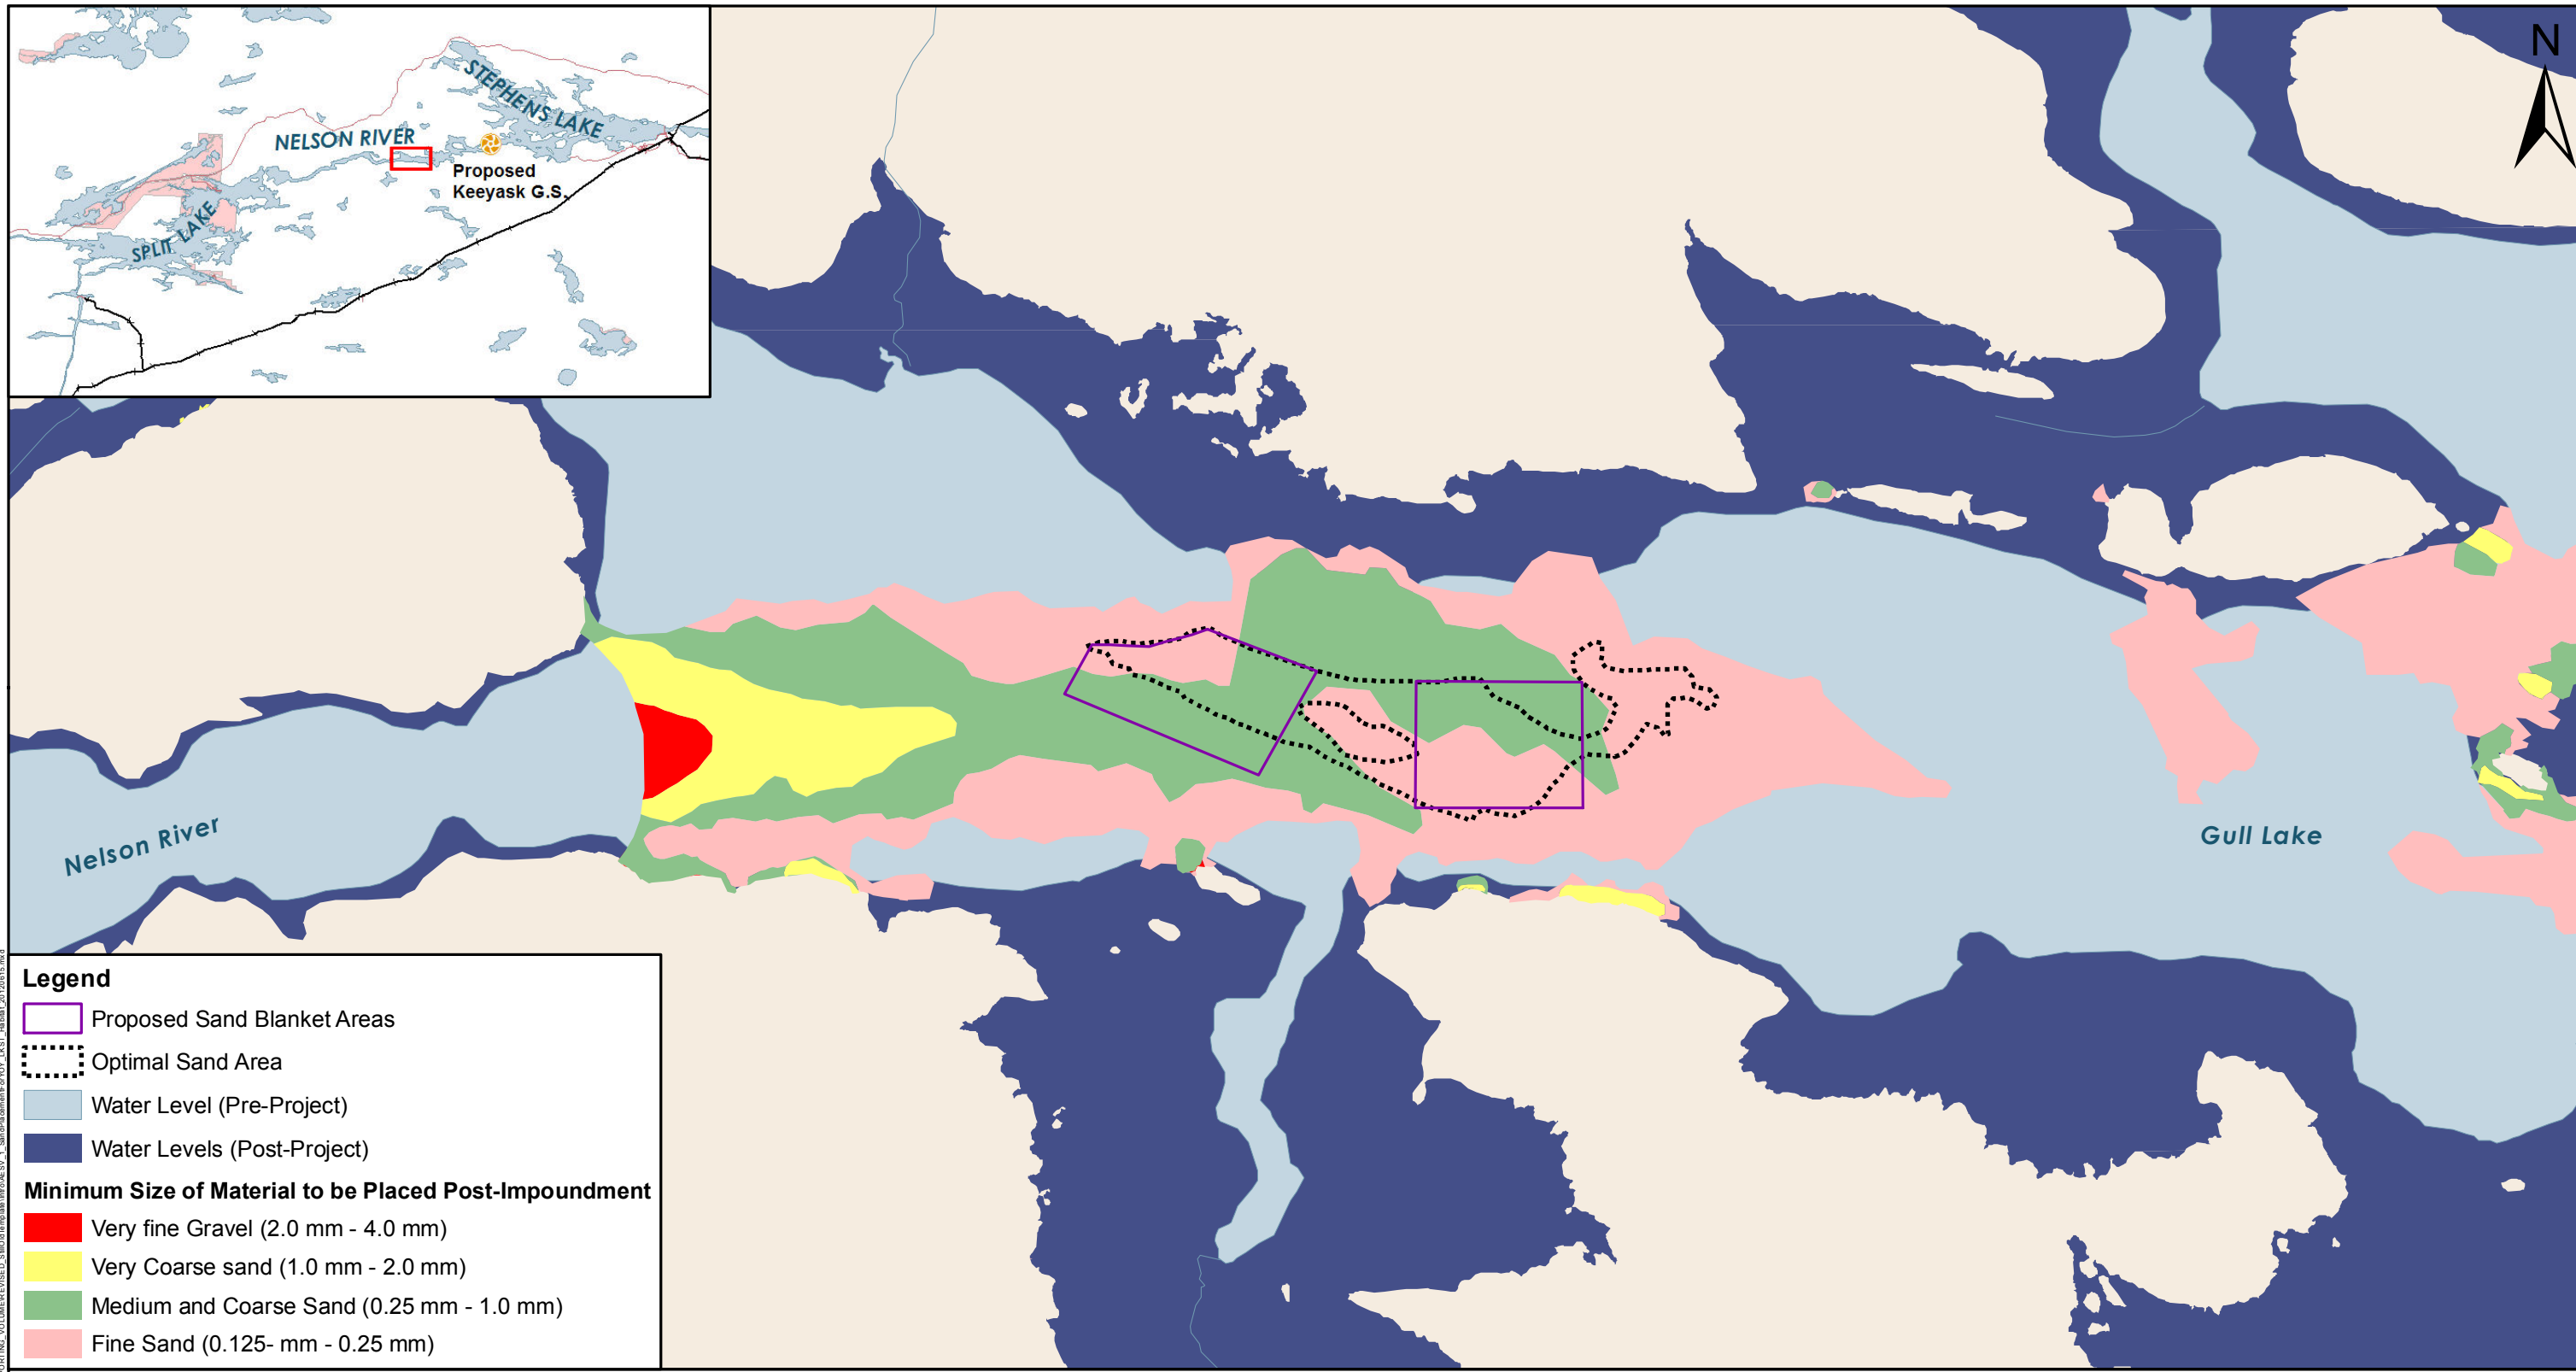 N
STEPHENS LAKE
NELSON RIVER
Proposed
Keeyask G.S.
SPLIT LAKE
Nelson River
Gull Lake
Legend
Proposed Sand Blanket Areas
Optimal Sand Area
Water Level (Pre-Project)
Water Levels (Post-Project)
Minimum Size of Material to be Placed Post-Impoundment
Very fine Gravel (2.0 mm - 4.0 mm)
Very Coarse sand (1.0 mm - 2.0 mm)
Medium and Coarse Sand (0.25 mm - 1.0 mm)
Fine Sand (0.125- mm - 0.25 mm)